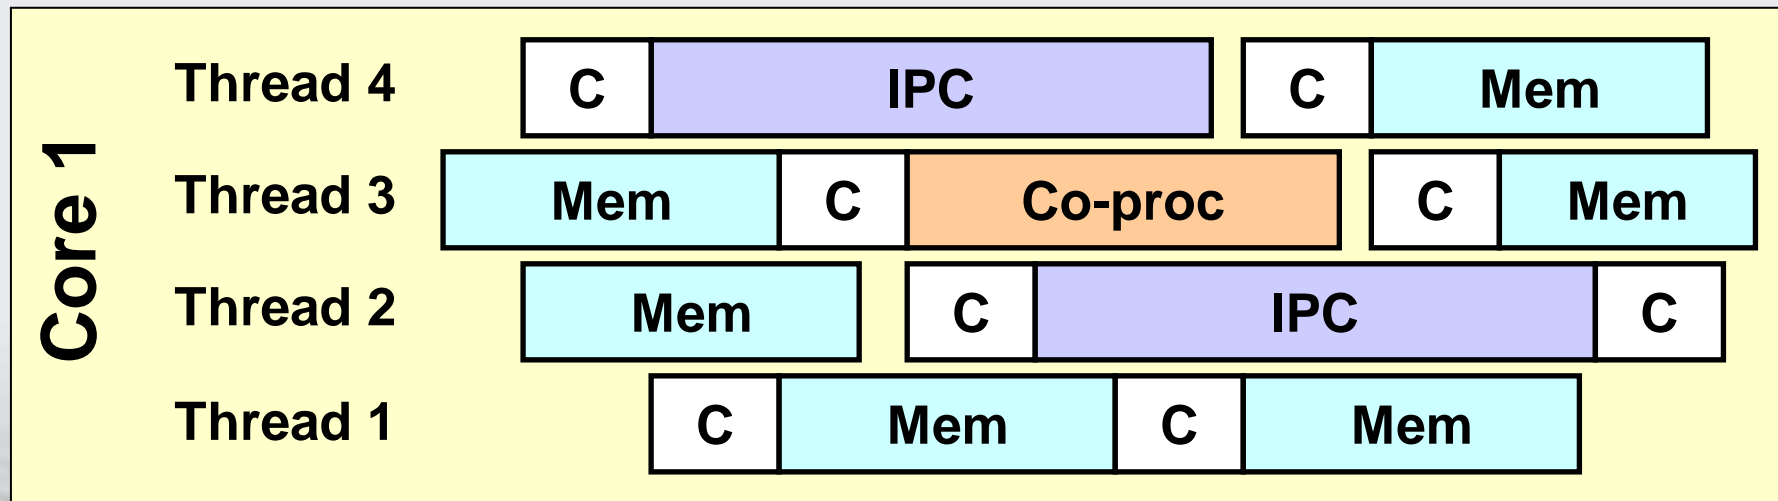 Core 1
Thread 4 C IPC C Mem
Thread 3 Mem C Co-proc C Mem
Thread 2 Mem C IPC C
Thread 1 C Mem C Mem